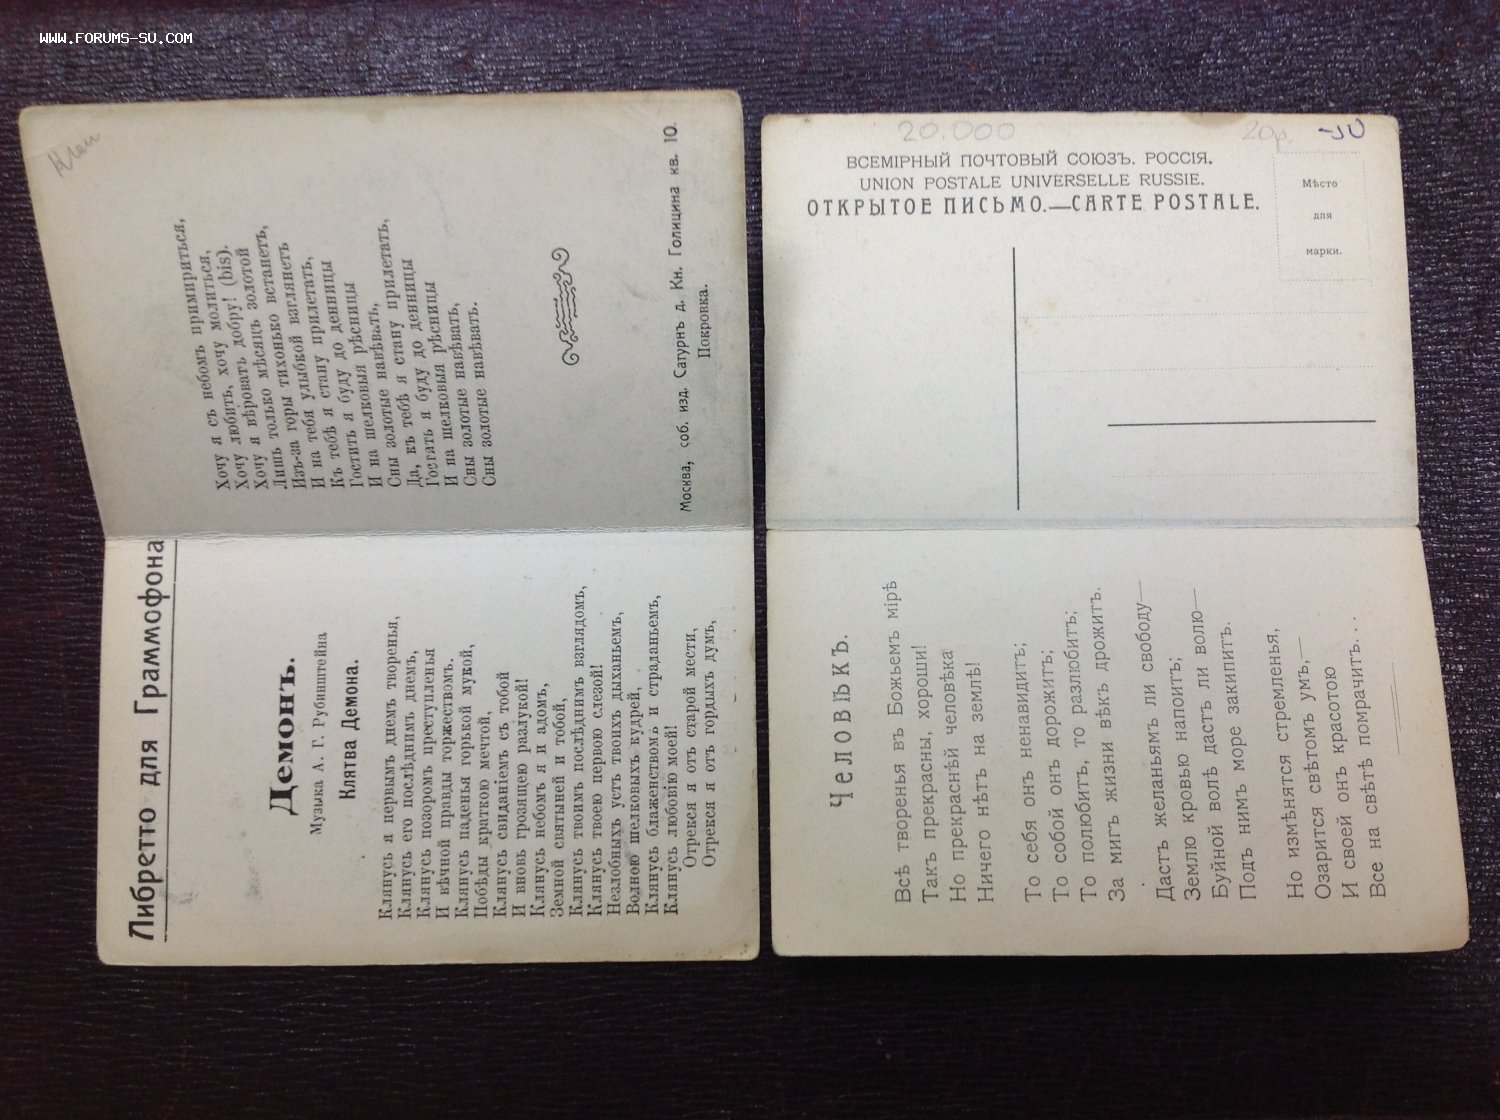 WWW.FORUMS-SU.COM
Либретто для Граммофона
Демонъ.
Музыка А. Г. Рубинштейна
Клятва Демона.
Клянусь я первымъ днемъ творенья,
Клянусь его послѣднимъ днемъ,
Клянусь позоромъ преступленья
И вѣчной правды торжествомъ.
Клянусь паденья горькой мукой,
Побѣды краткою мечтой,
Клянусь свиданіемъ съ тобой
И вновь грозящею разлукой!
Клянусь небомъ я и адомъ,
Земной святыней и тобой,
Клянусь твоимъ послѣднимъ взглядомъ,
Клянусь твоею первою слезой!
Незлобныхъ устъ твоихъ дыханьемъ,
Волною шелковыхъ кудрей,
Клянусь блаженствомъ и страданьемъ,
Клянусь любовію моей!
Отрекся я отъ старой мести,
Отрекся я отъ гордыхъ думъ,
Хочу я съ небомъ примириться,
Хочу любить, хочу молиться,
Хочу я вѣровать добру! (bis).
Лишь только мѣсяцъ золотой
Изъ-за горы тихонько встанетъ,
И на тебя улыбкой взглянетъ
Къ тебѣ я стану прилетать,
Гостить я буду до денницы
И на шелковыя рѣсницы
Сны золотые навѣвать,
Да, къ тебѣ я стану прилетать,
Гостать я буду до денницы
И на шелковыя рѣсницы
Сны золотые навѣвать,
Сны золотые навѣвать.
Москва, соб. изд. Сатурнъ д. Кн. Голицина кв. 10.
Покровка.
20.000
20р.
ВСЕМІРНЫЙ ПОЧТОВЫЙ СОЮЗЪ. РОССІЯ.
UNION POSTALE UNIVERSELLE RUSSIE.
ОТКРЫТОЕ ПИСЬМО.—CARTE POSTALE.
Мѣсто
для
марки.
Человѣкъ.
Всѣ творенья въ Божьемъ мірѣ
Такъ прекрасны, хороши!
Но прекраснѣй человѣка
Ничего нѣтъ на землѣ!
То себя онъ ненавидитъ;
То собой онъ дорожитъ;
То полюбитъ, то разлюбитъ;
За мигъ жизни вѣкъ дрожитъ.
Дастъ желаньямъ ли свободу—
Землю кровью напоитъ;
Буйной волѣ дастъ ли волю—
Подъ нимъ море закипитъ.
Но измѣнятся стремленья,
Озарится свѣтомъ умъ,—
И своей онъ красотою
Все на свѣтѣ помрачитъ...